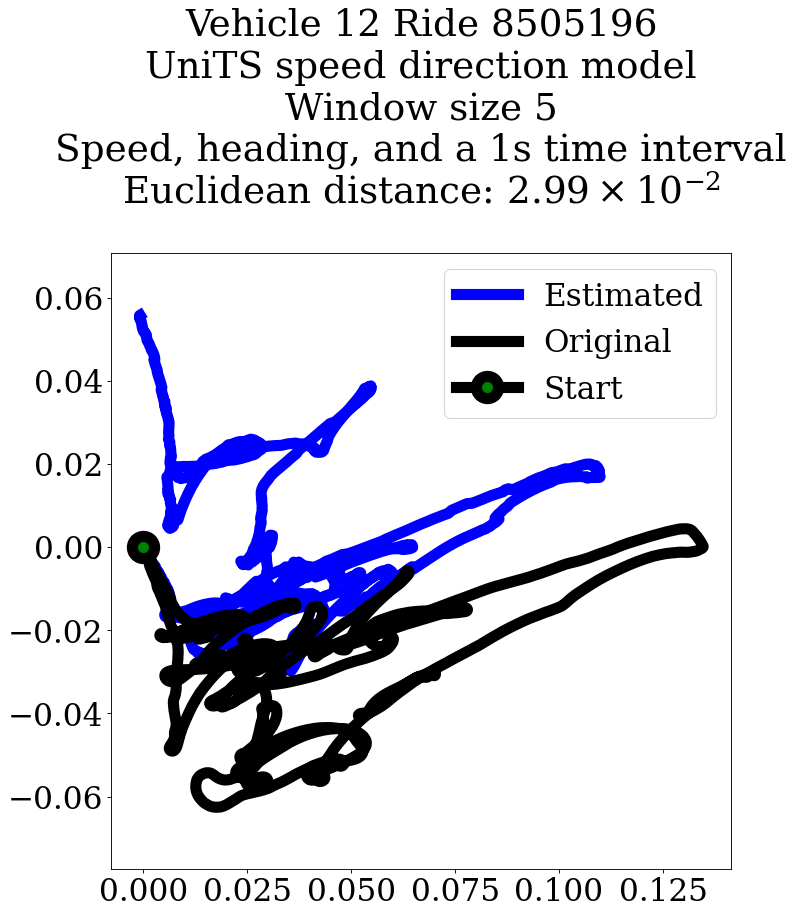 Vehicle 12 Ride 8505196
UniTS speed direction model
Window size 5
Speed, heading, and a 1s time interval
Euclidean distance: 2.99 × 10⁻²
Estimated
Original
Start
0.06
0.04
0.02
0.00
−0.02
−0.04
−0.06
0.000 0.025 0.050 0.075 0.100 0.125